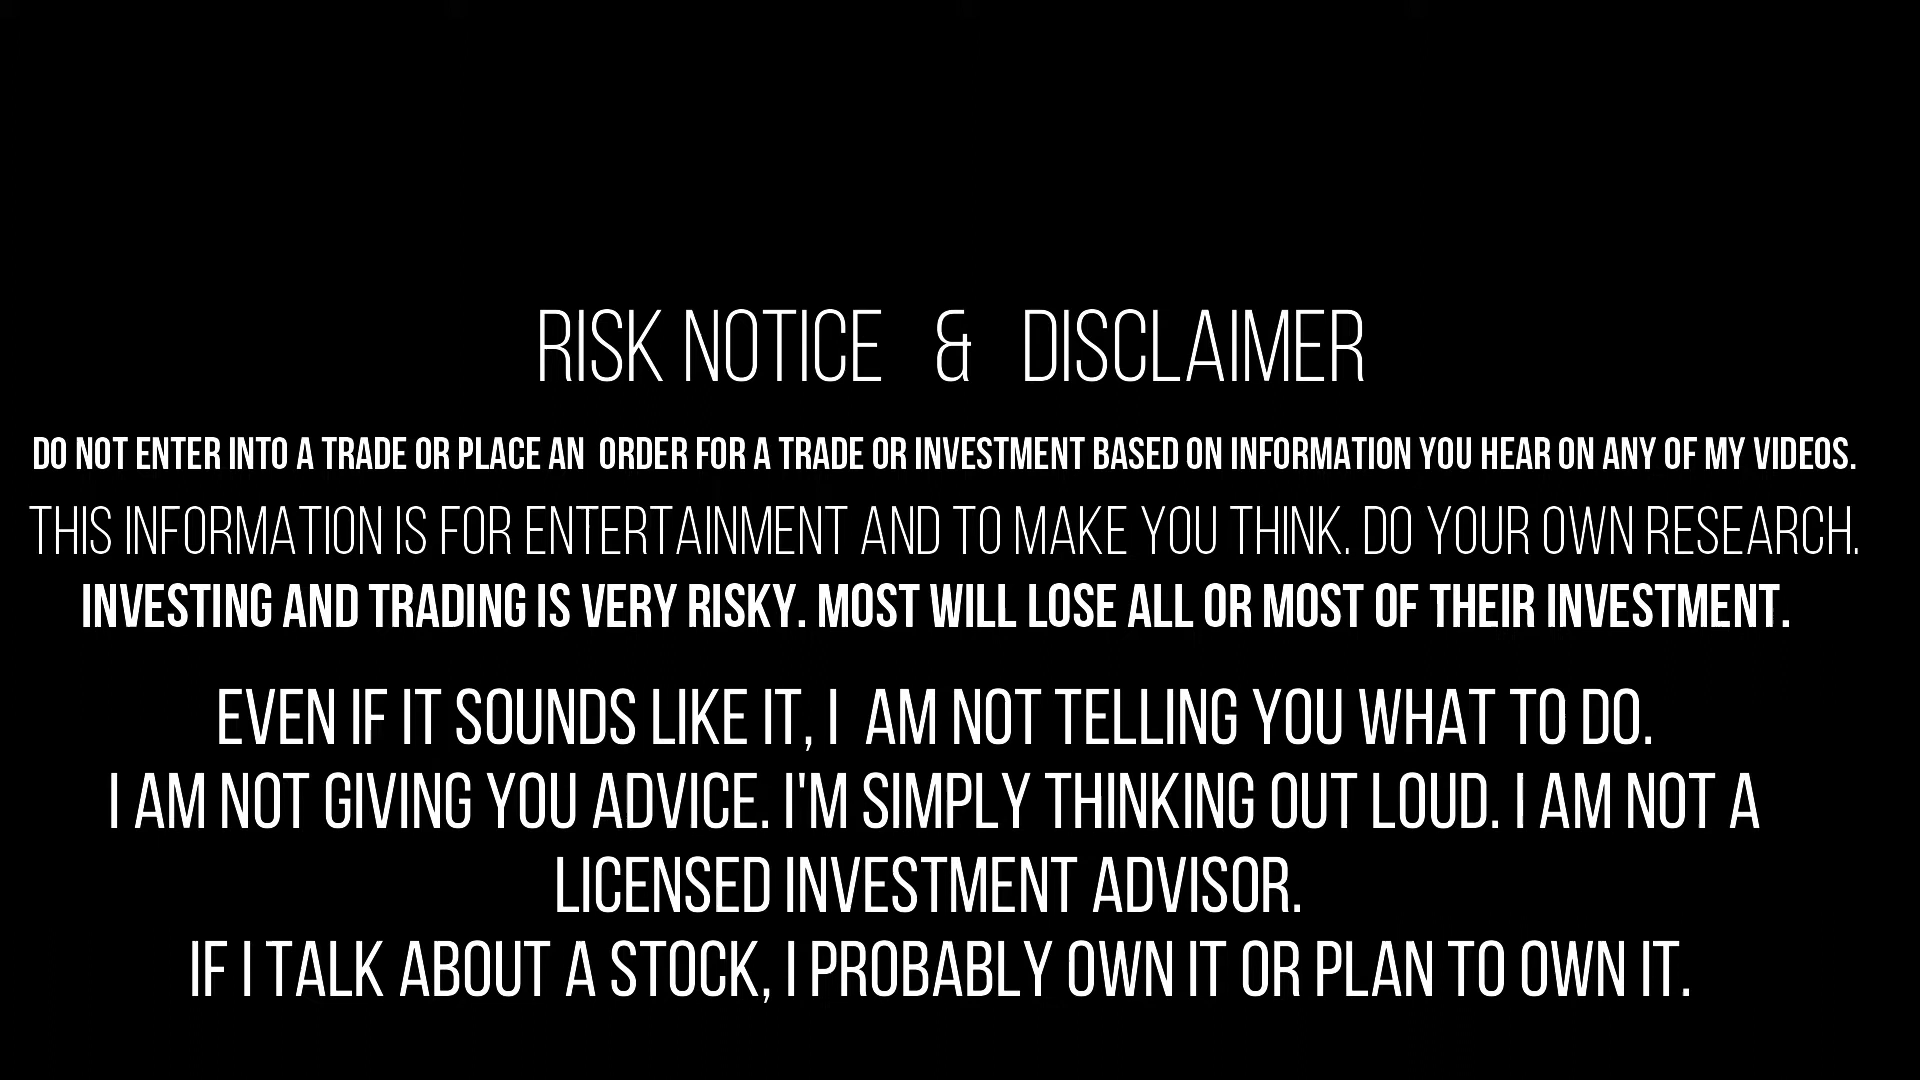 RISK NOTICE & DISCLAIMER
DO NOT ENTER INTO A TRADE OR PLACE AN ORDER FOR A TRADE OR INVESTMENT BASED ON INFORMATION YOU HEAR ON ANY OF MY VIDEOS.
THIS INFORMATION IS FOR ENTERTAINMENT AND TO MAKE YOU THINK. DO YOUR OWN RESEARCH.
INVESTING AND TRADING IS VERY RISKY. MOST WILL LOSE ALL OR MOST OF THEIR INVESTMENT.
EVEN IF IT SOUNDS LIKE IT, I AM NOT TELLING YOU WHAT TO DO.
I AM NOT GIVING YOU ADVICE. I'M SIMPLY THINKING OUT LOUD. I AM NOT A
LICENSED INVESTMENT ADVISOR.
IF I TALK ABOUT A STOCK, I PROBABLY OWN IT OR PLAN TO OWN IT.